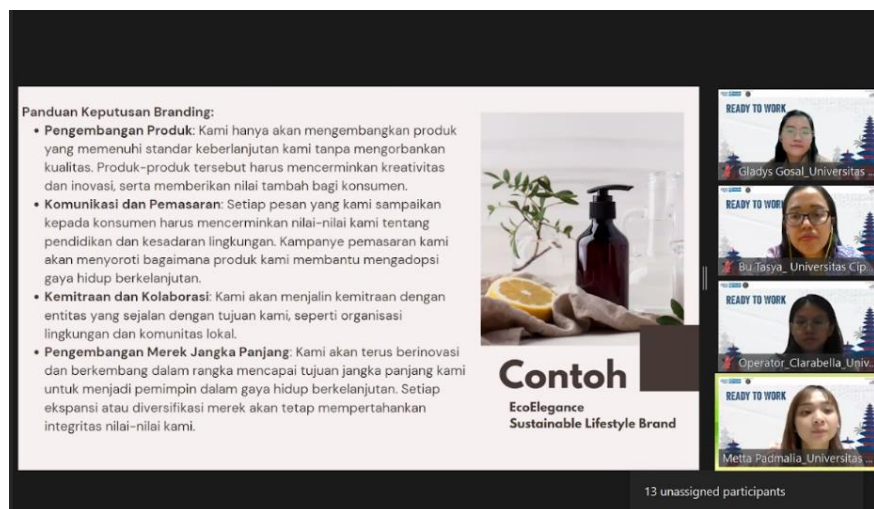 Panduan Keputusan Branding:
• Pengembangan Produk: Kami hanya akan mengembangkan produk
yang memenuhi standar keberlanjutan kami tanpa mengorbankan
kualitas. Produk-produk tersebut harus mencerminkan kreativitas
dan inovasi, serta memberikan nilai tambah bagi konsumen.
• Komunikasi dan Pemasaran: Setiap pesan yang kami sampaikan
kepada konsumen harus mencerminkan nilai-nilai kami tentang
pendidikan dan kesadaran lingkungan. Kampanye pemasaran kami
akan menyoroti bagaimana produk kami membantu mengadopsi
gaya hidup berkelanjutan.
• Kemitraan dan Kolaborasi: Kami akan menjalin kemitraan dengan
entitas yang sejalan dengan tujuan kami, seperti organisasi
lingkungan dan komunitas lokal.
• Pengembangan Merek Jangka Panjang: Kami akan terus berinovasi
dan berkembang dalam rangka mencapai tujuan jangka panjang kami
untuk menjadi pemimpin dalam gaya hidup berkelanjutan. Setiap
ekspansi atau diversifikasi merek akan tetap mempertahankan
integritas nilai-nilai kami.
Contoh
EcoElegance
Sustainable Lifestyle Brand
READY TO WORK
Gladys Gosal_Universitas ...
READY TO WOR
Bu Tasya_ Universitas Cip...
READY TO WORK
Operator_Clarabella_Univ...
READY TO WORK
Metta Padmalia_Universitas ...
13 unassigned participants